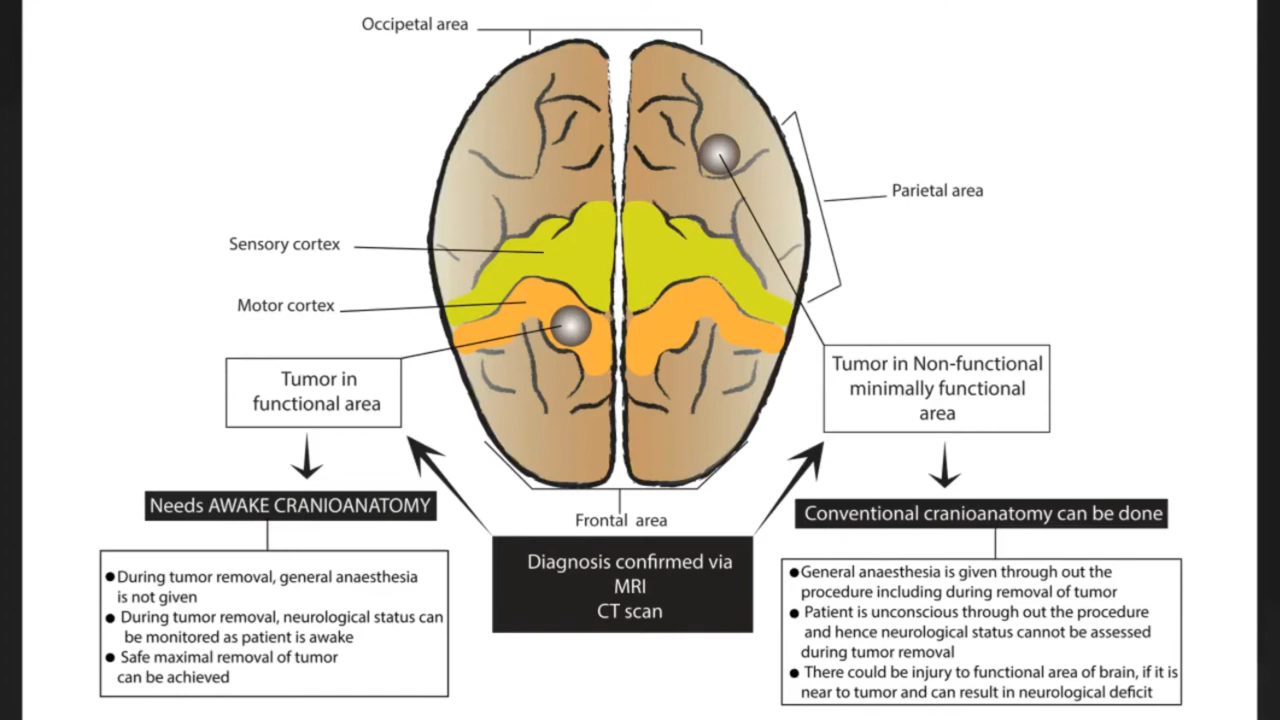 Occipetal area
Parietal area
Sensory cortex
Motor cortex
Tumor in
functional area
Tumor in Non-functional
minimally functional
area
Needs AWAKE CRANIOANATOMY
Conventional cranioanatomy can be done
Frontal area
Diagnosis confirmed via
MRI
CT scan
●During tumor removal, general anaesthesia
is not given
● During tumor removal, neurological status can
be monitored as patient is awake
● Safe maximal removal of tumor
can be achieved
●General anaesthesia is given through out the
procedure including during removal of tumor
● Patient is unconscious through out the procedure
and hence neurological status cannot be assessed
during tumor removal
● There could be injury to functional area of brain, if it is
near to tumor and can result in neurological deficit